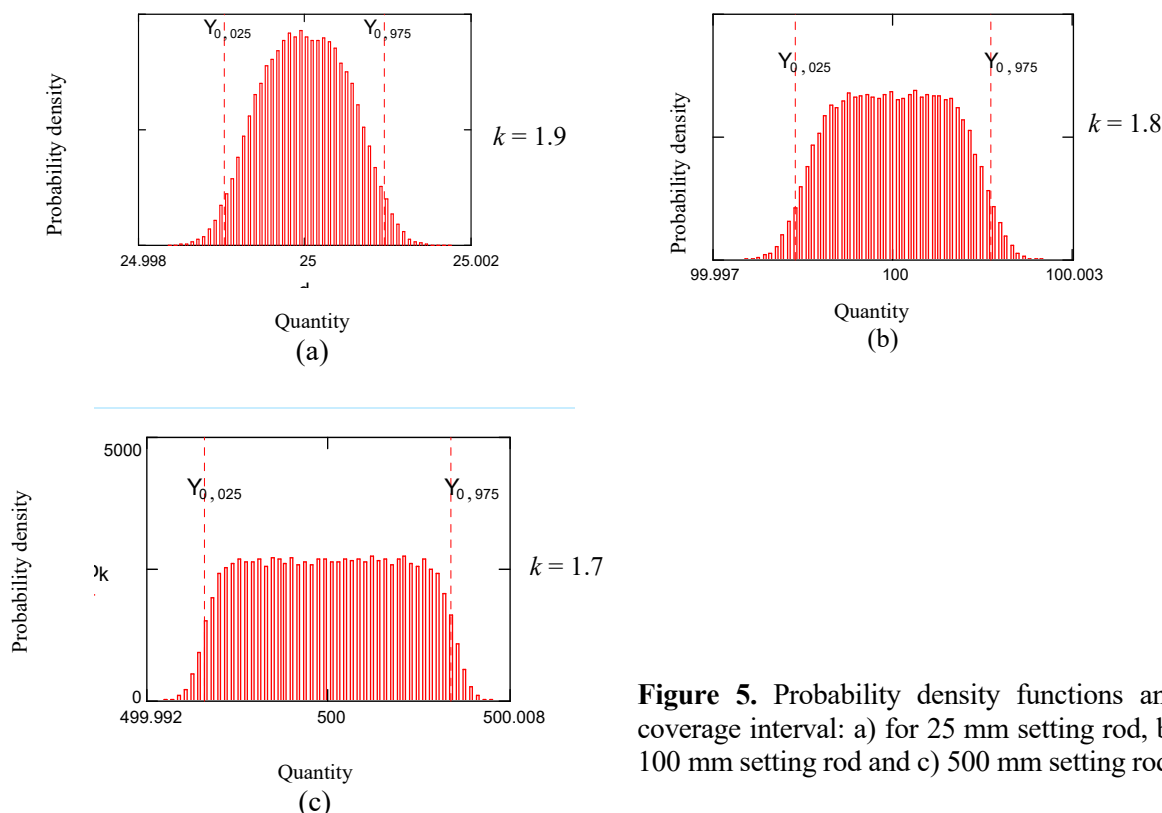 Y0,025 Y0,975
Probability density
k = 1.9
24.998 25 25.002
Quantity
(a)
Y0,025 Y0,975
Probability density
k = 1.8
99.997 100 100.003
Quantity
(b)
5000
Y0,025 Y0,975
Probability density
k = 1.7
0
499.992 500 500.008
Quantity
(c)
Figure 5. Probability density functions an
coverage interval: a) for 25 mm setting rod, b
100 mm setting rod and c) 500 mm setting rod